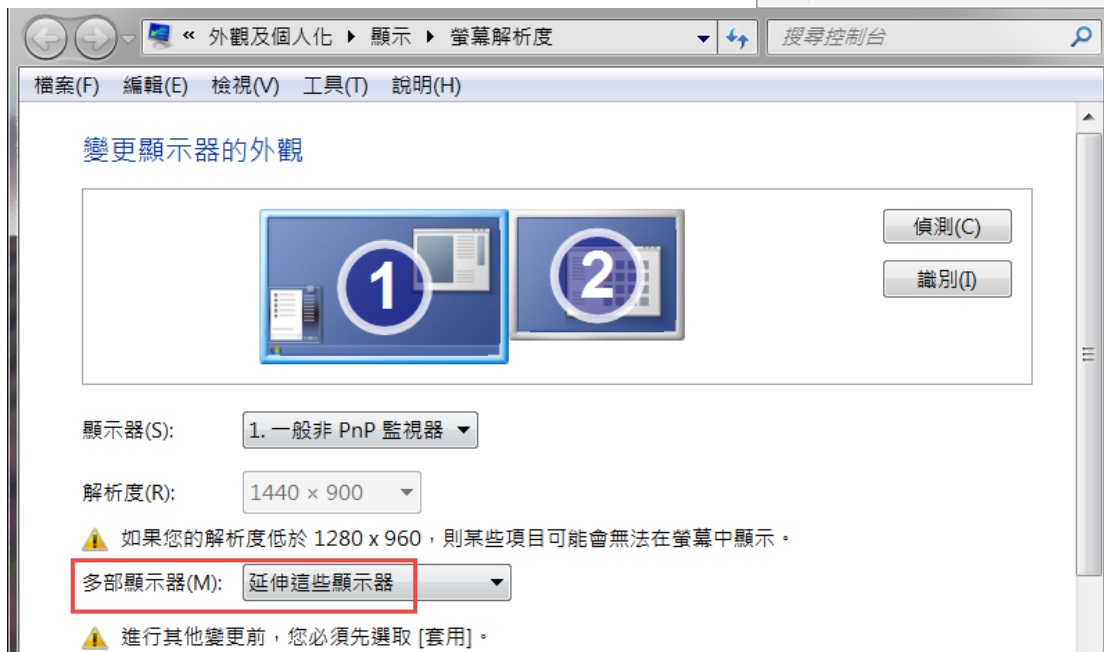 « 外觀及個人化 ▸ 顯示 ▸ 螢幕解析度
搜尋控制台
檔案(F) 編輯(E) 檢視(V) 工具(T) 說明(H)
變更顯示器的外觀
1
2
偵測(C)
識別(I)
顯示器(S): 1. 一般非 PnP 監視器
解析度(R): 1440 × 900
如果您的解析度低於 1280 x 960，則某些項目可能會無法在螢幕中顯示。
多部顯示器(M): 延伸這些顯示器
進行其他變更前，您必須先選取 [套用]。